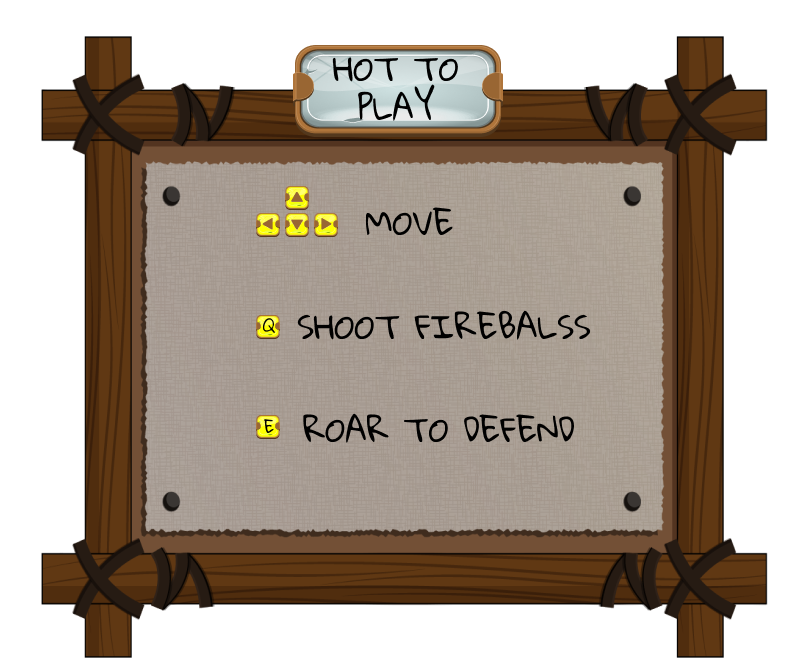 HOT TO
PLAY
MOVE
Q SHOOT FIREBALSS
E ROAR TO DEFEND